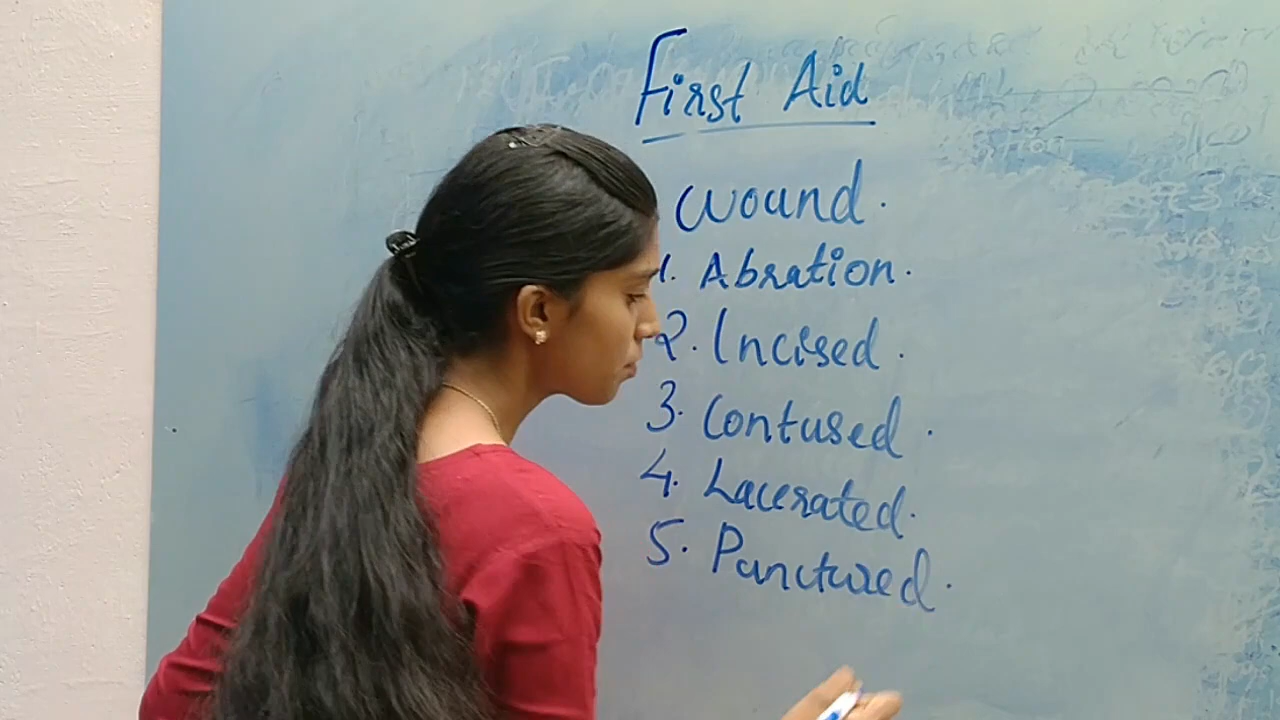 First Aid
Wound.
1. Abration.
2. Incised.
3. Contused.
4. Lacerated.
5. Punctured.